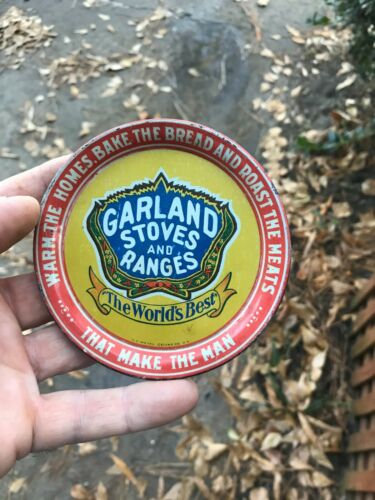 WARM THE HOMES, BAKE THE BREAD AND ROAST THE MEATS
THAT MAKE THE MAN
GARLAND
STOVES
AND
RANGES
"The World's Best"